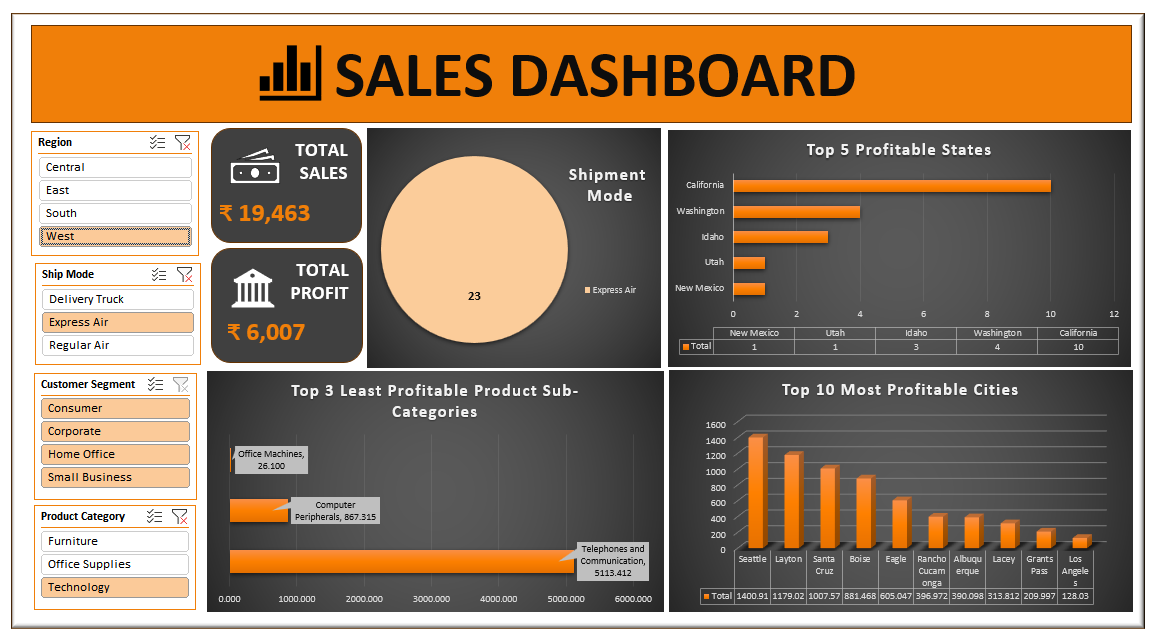 SALES DASHBOARD
Region
Central
East
South
West
Ship Mode
Delivery Truck
Express Air
Regular Air
Customer Segment
Consumer
Corporate
Home Office
Small Business
Product Category
Furniture
Office Supplies
Technology
TOTAL
SALES
₹ 19,463
TOTAL
PROFIT
₹ 6,007
Shipment
Mode
23
Express Air
Top 5 Profitable States
California
Washington
Idaho
Utah
New Mexico
0 2 4 6 8 10 12
New Mexico Utah Idaho Washington California
Total 1 1 3 4 10
Top 3 Least Profitable Product Sub-
Categories
Office Machines,
26.100
Computer
Peripherals, 867.315
Telephones and
Communication,
5113.412
0.000 1000.000 2000.000 3000.000 4000.000 5000.000 6000.000
Top 10 Most Profitable Cities
1600
1400
1200
1000
800
600
400
200
0
Seattle Layton Santa Boise Eagle Rancho Albuqu Lacey Grants Los
Cruz Cucam erque Pass Angele
onga s
Total 1400.91 1179.02 1007.57 881.468 605.047 396.972 390.098 313.812 209.997 128.03